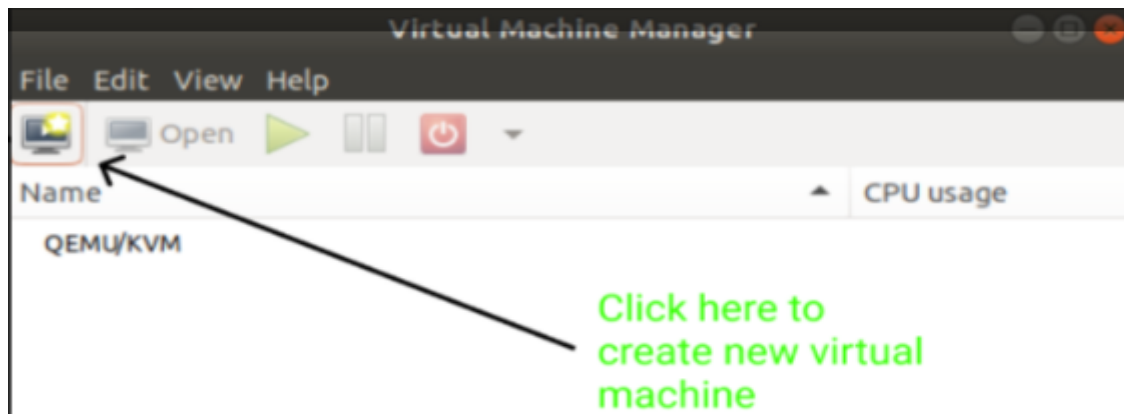 Virtual Machine Manager
File Edit View Help
Open
Name CPU usage
QEMU/KVM
Click here to
create new virtual
machine